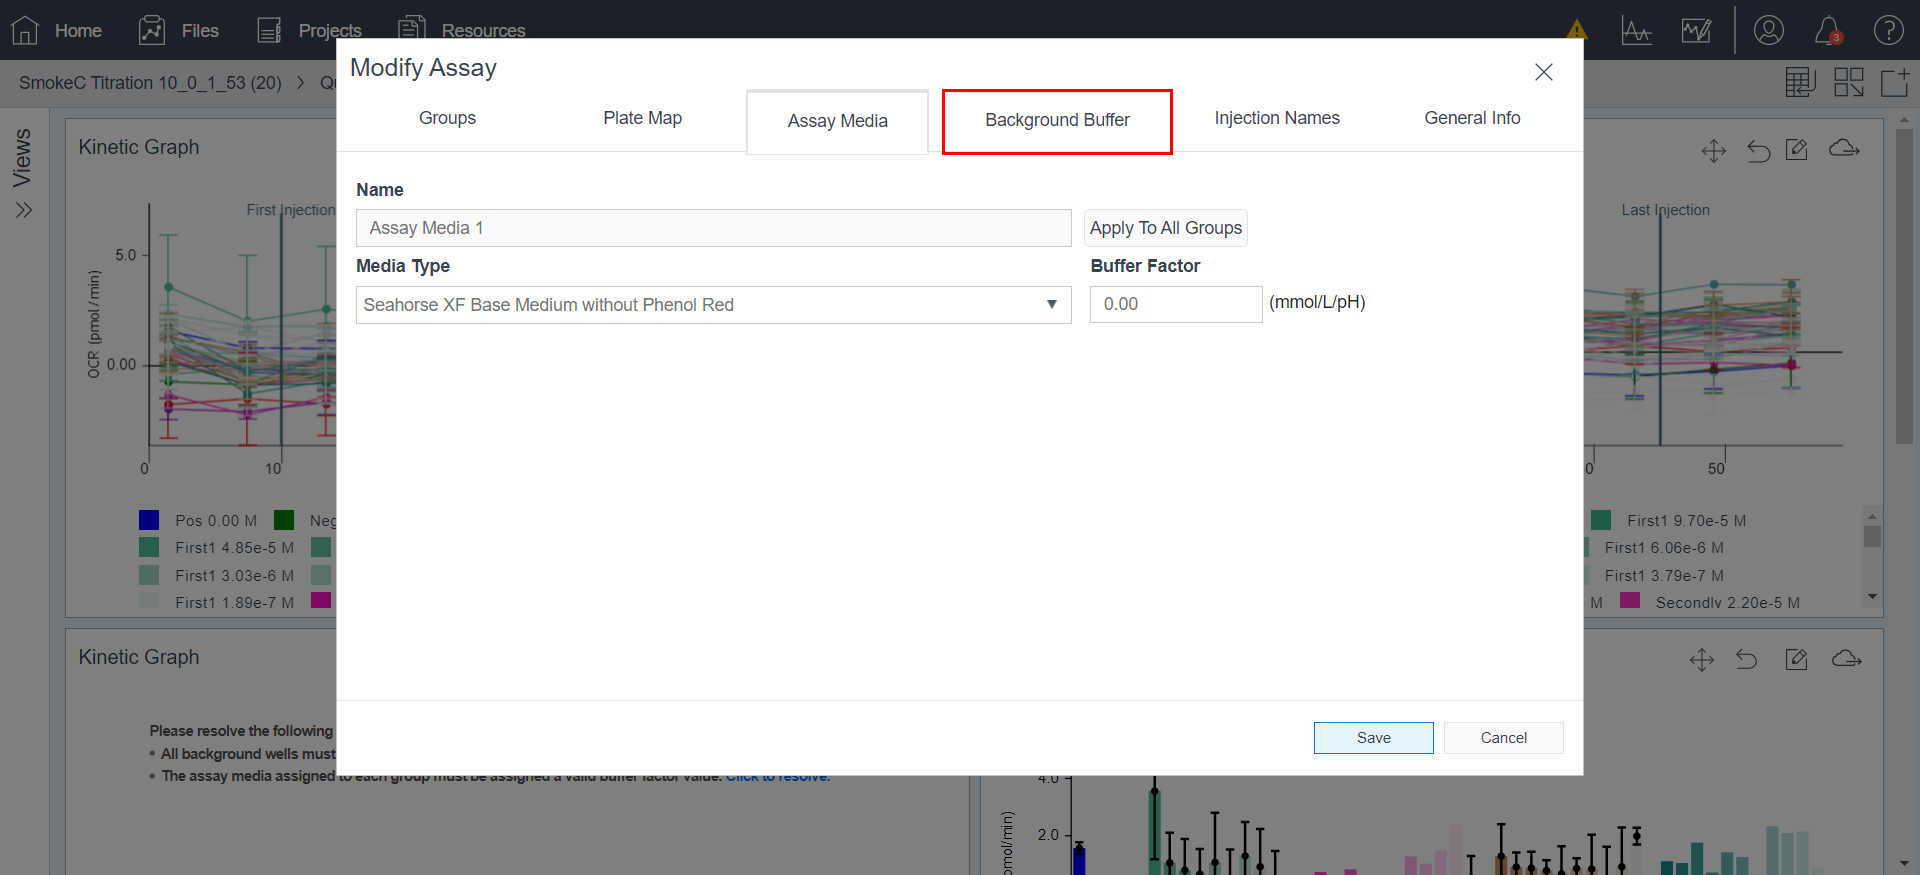 Home
Files
Projects
Resources
3
?
SmokeC Titration 10_0_1_53 (20)
Modify Assay
Groups
Plate Map
Assay Media
Background Buffer
Injection Names
General Info
Views
Kinetic Graph
Name
Assay Media 1
Apply To All Groups
Media Type
Buffer Factor
Seahorse XF Base Medium without Phenol Red
0.00
(mmol/L/pH)
First Injection
Last Injection
5.0
0.00
OCR (pmol/min)
0
10
50
Pos 0.00 M
First1 9.70e-5 M
First1 4.85e-5 M
First1 6.06e-6 M
First1 3.03e-6 M
First1 3.79e-7 M
First1 1.89e-7 M
M
Secondly 2.20e-5 M
Kinetic Graph
Please resolve the following
• All background wells must
• The assay media assigned to each group must be assigned a valid buffer factor value. Click to resolve.
Save
Cancel
4.0
2.0